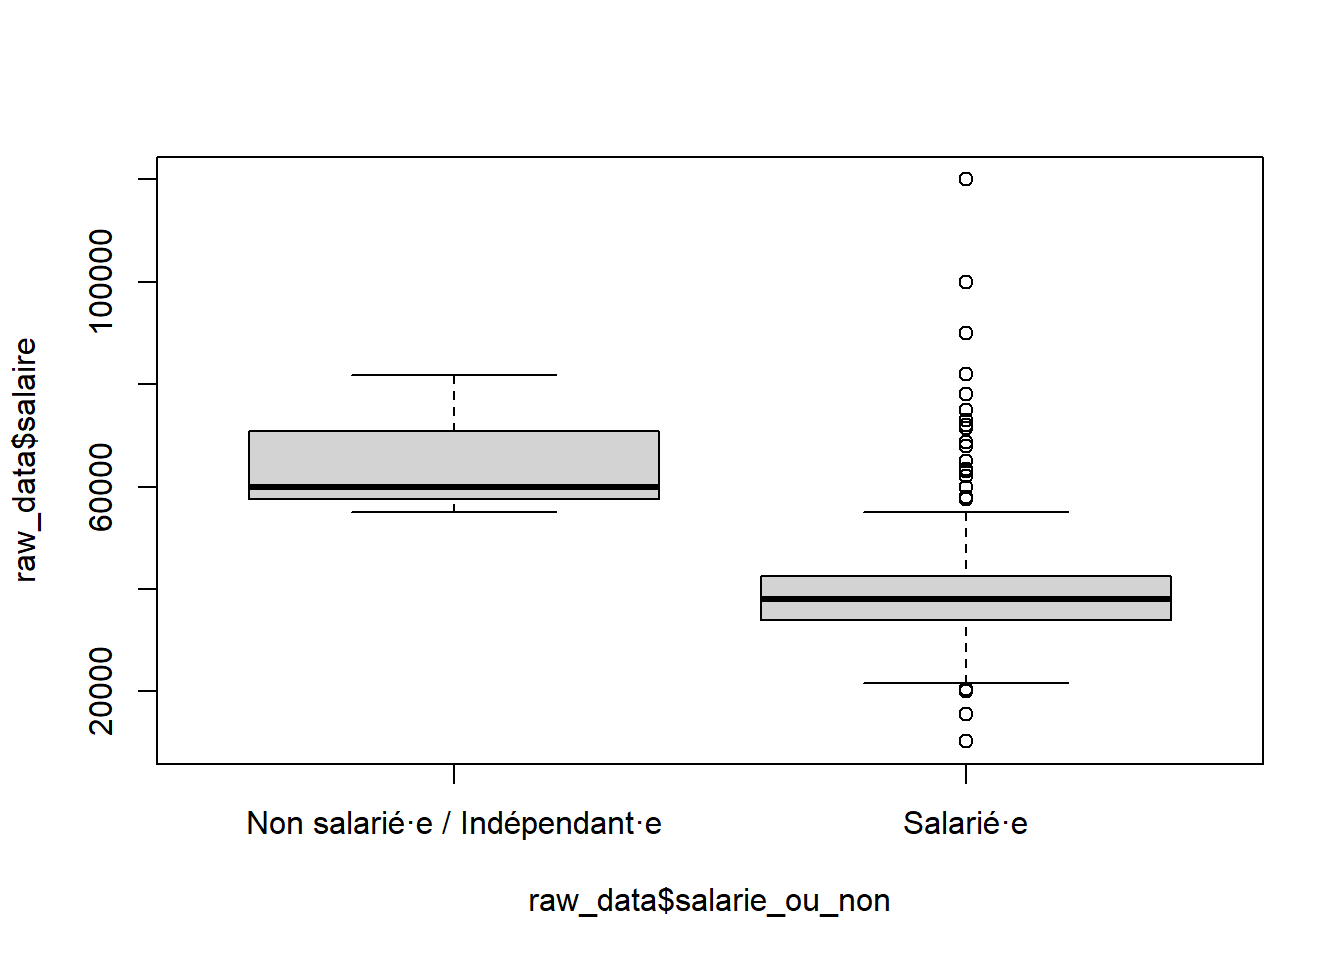 raw_data$salaire
100000
60000
20000
Non salarié·e / Indépendant·e
Salarié·e
raw_data$salarie_ou_non